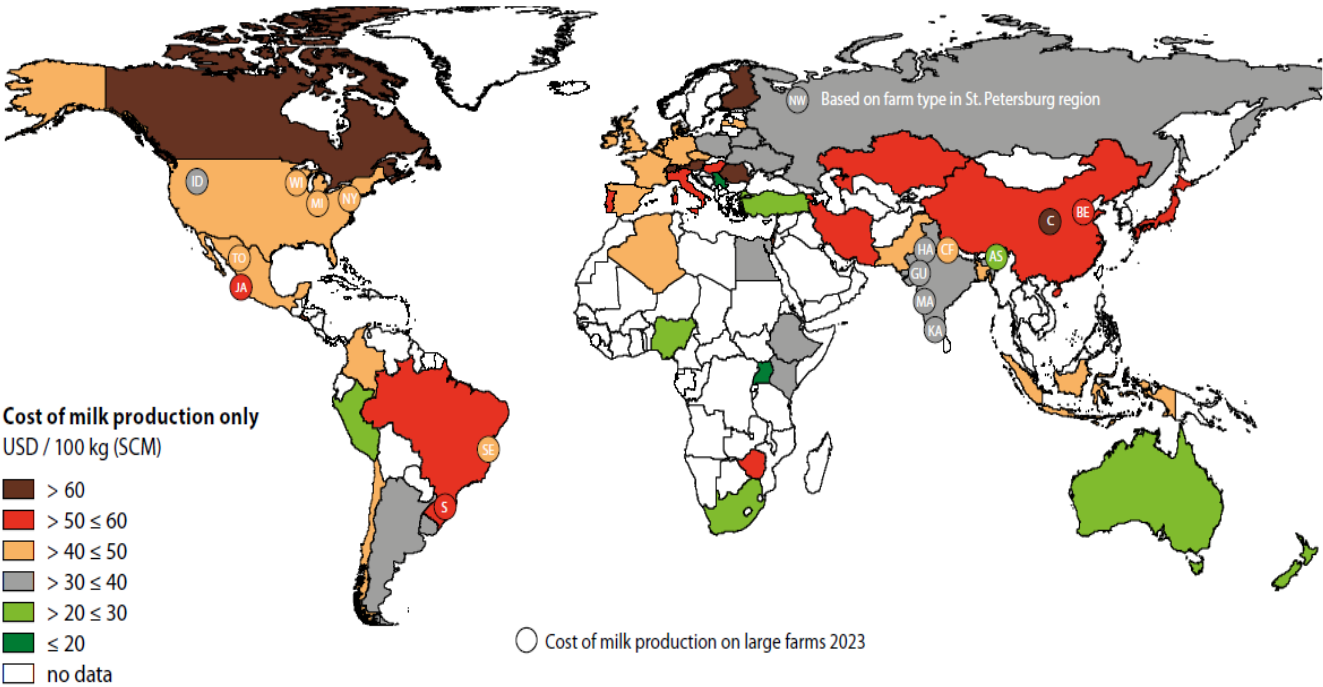 NW Based on farm type in St. Petersburg region
ID
WI
MI
NY
TO
JA
C
BE
HA
CF
AS
GU
MA
KA
SE
S
Cost of milk production only
USD / 100 kg (SCM)
> 60
> 50 ≤ 60
> 40 ≤ 50
> 30 ≤ 40
> 20 ≤ 30
≤ 20
no data
Cost of milk production on large farms 2023